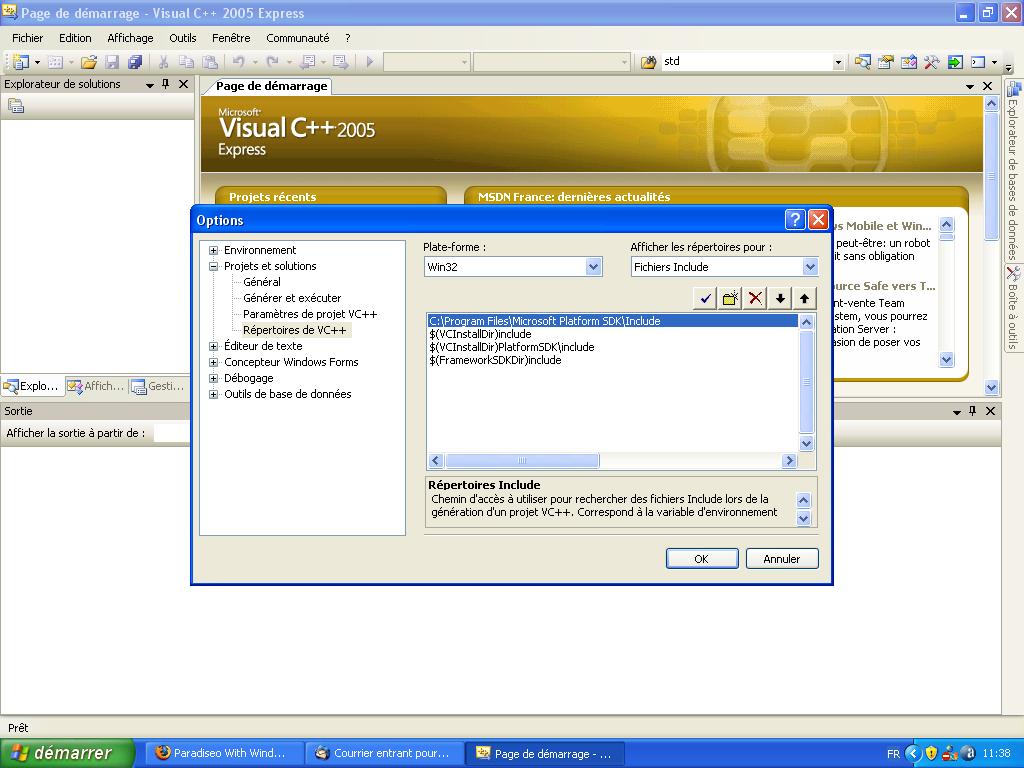 Page de démarrage - Visual C++ 2005 Express
Fichier Edition Affichage Outils Fenêtre Communauté ?
std
Explorateur de solutions
Page de démarrage
Microsoft
Visual C++ 2005
Express
Projets récents
MSDN France: dernières actualités
Options
Environnement
Projets et solutions
Général
Générer et exécuter
Paramètres de projet VC++
Répertoires de VC++
Éditeur de texte
Concepteur Windows Forms
Débogage
Outils de base de données
Plate-forme :
Win32
Afficher les répertoires pour :
Fichiers Include
C:\Program Files\Microsoft Platform SDK\Include
$(VCInstallDir)include
$(VCInstallDir)PlatformSDK\include
$(FrameworkSDKDir)include
Répertoires Include
Chemin d'accès à utiliser pour rechercher des fichiers Include lors de la
génération d'un projet VC++. Correspond à la variable d'environnement
OK
Annuler
s Mobile et Win...
peut-être: un robot
it sans obligation
urce Safe vers T...
nt-vente Team
stem, vous pourrez
ation Server :
asion de poser vos
Explorateur de bases de données
Boîte à outils
Explo...
Affich...
Gesti...
Sortie
Afficher la sortie à partir de :
Prêt
démarrer
Paradiseo With Wind...
Courrier entrant pour...
Page de démarrage - ...
FR
11:38